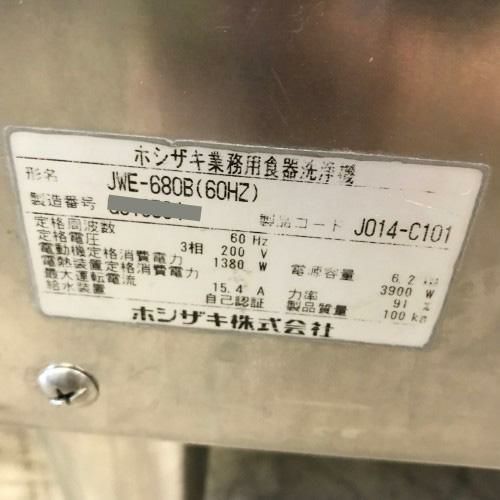 ホシザキ業務用食器洗浄機
形名 JWE-680B(60HZ)
製造番号
製品コード J014-C101
定格周波数 60 Hz
定格電圧 3相 200 V
電動機定格消費電力 1380 W
電熱装置定格消費電力 3900 W
最大運転電流 15.4 A
給水装置 自己認証
電源容量 6.2
力率 91
製品質量 100 kg
ホシザキ株式会社